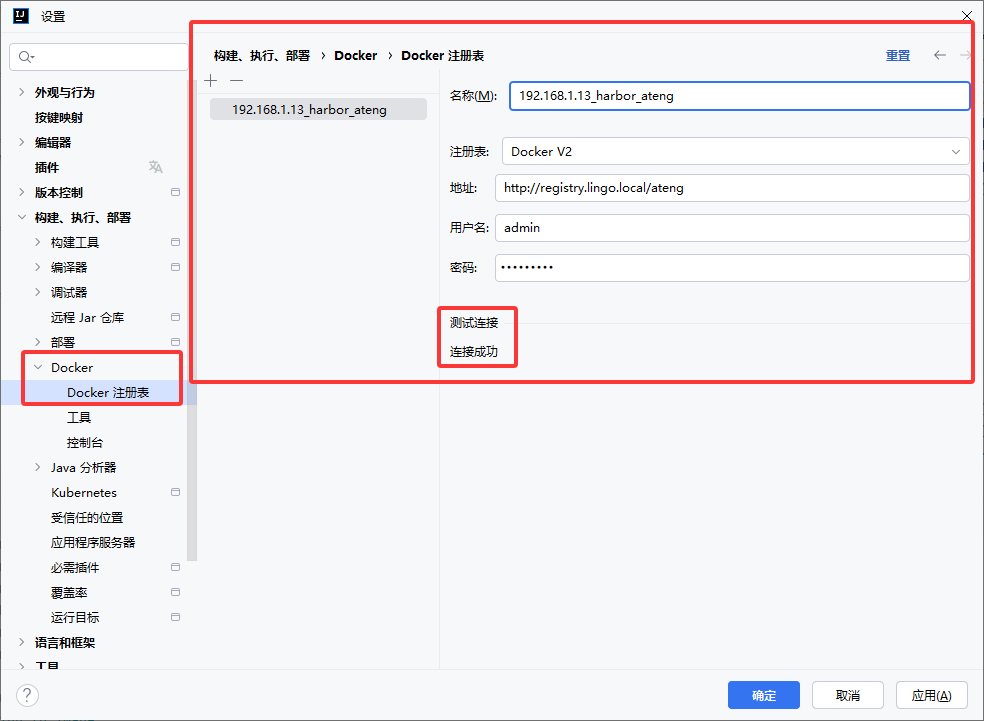 设置
外观与行为
按键映射
编辑器
插件
版本控制
构建、执行、部署
构建工具
编译器
调试器
远程 Jar 仓库
部署
Docker
Docker 注册表
工具
控制台
Java 分析器
Kubernetes
受信任的位置
应用程序服务器
必需插件
覆盖率
运行目标
语言和框架
工具
构建、执行、部署 › Docker › Docker 注册表
重置
192.168.1.13_harbor_ateng
名称(M): 192.168.1.13_harbor_ateng
注册表: Docker V2
地址: http://registry.lingo.local/ateng
用户名: admin
密码: •••••••••
测试连接
连接成功
? 确定 取消 应用(A)